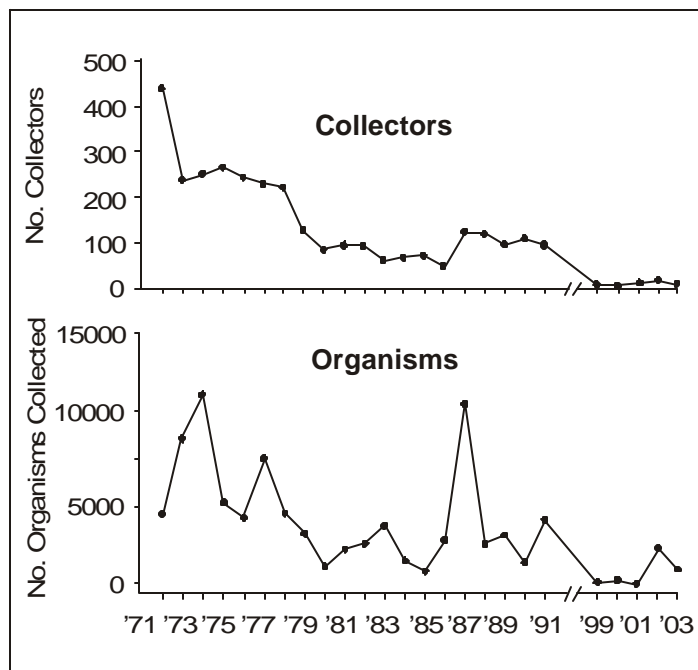 500
400
300
200
100
0
No. Collectors
Collectors
15000
10000
5000
0
No. Organisms Collected
Organisms
'71 '73 '75 '77 '79 '81 '83 '85 '87 '89 '91 '99 '01 '03